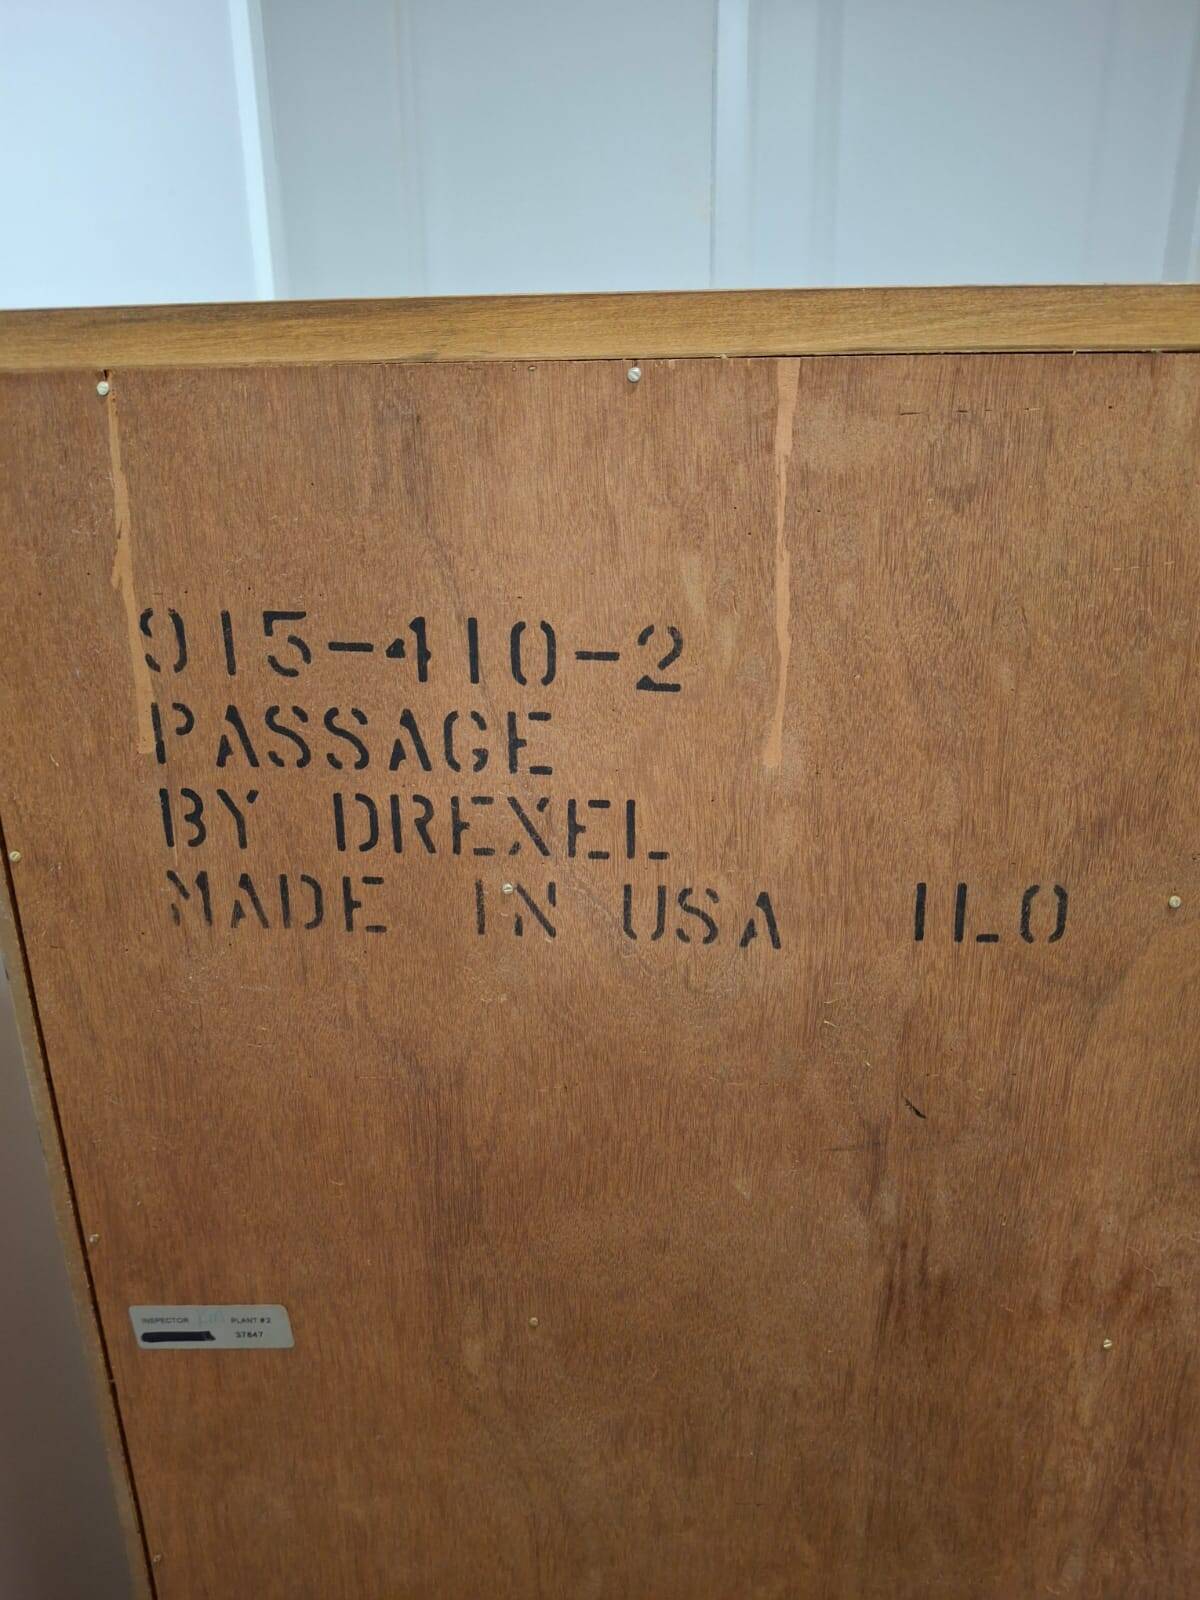 915-410-2
PASSAGE
BY DREXEL
MADE IN USA ILO
INSPECTOR PLANT #2
37847